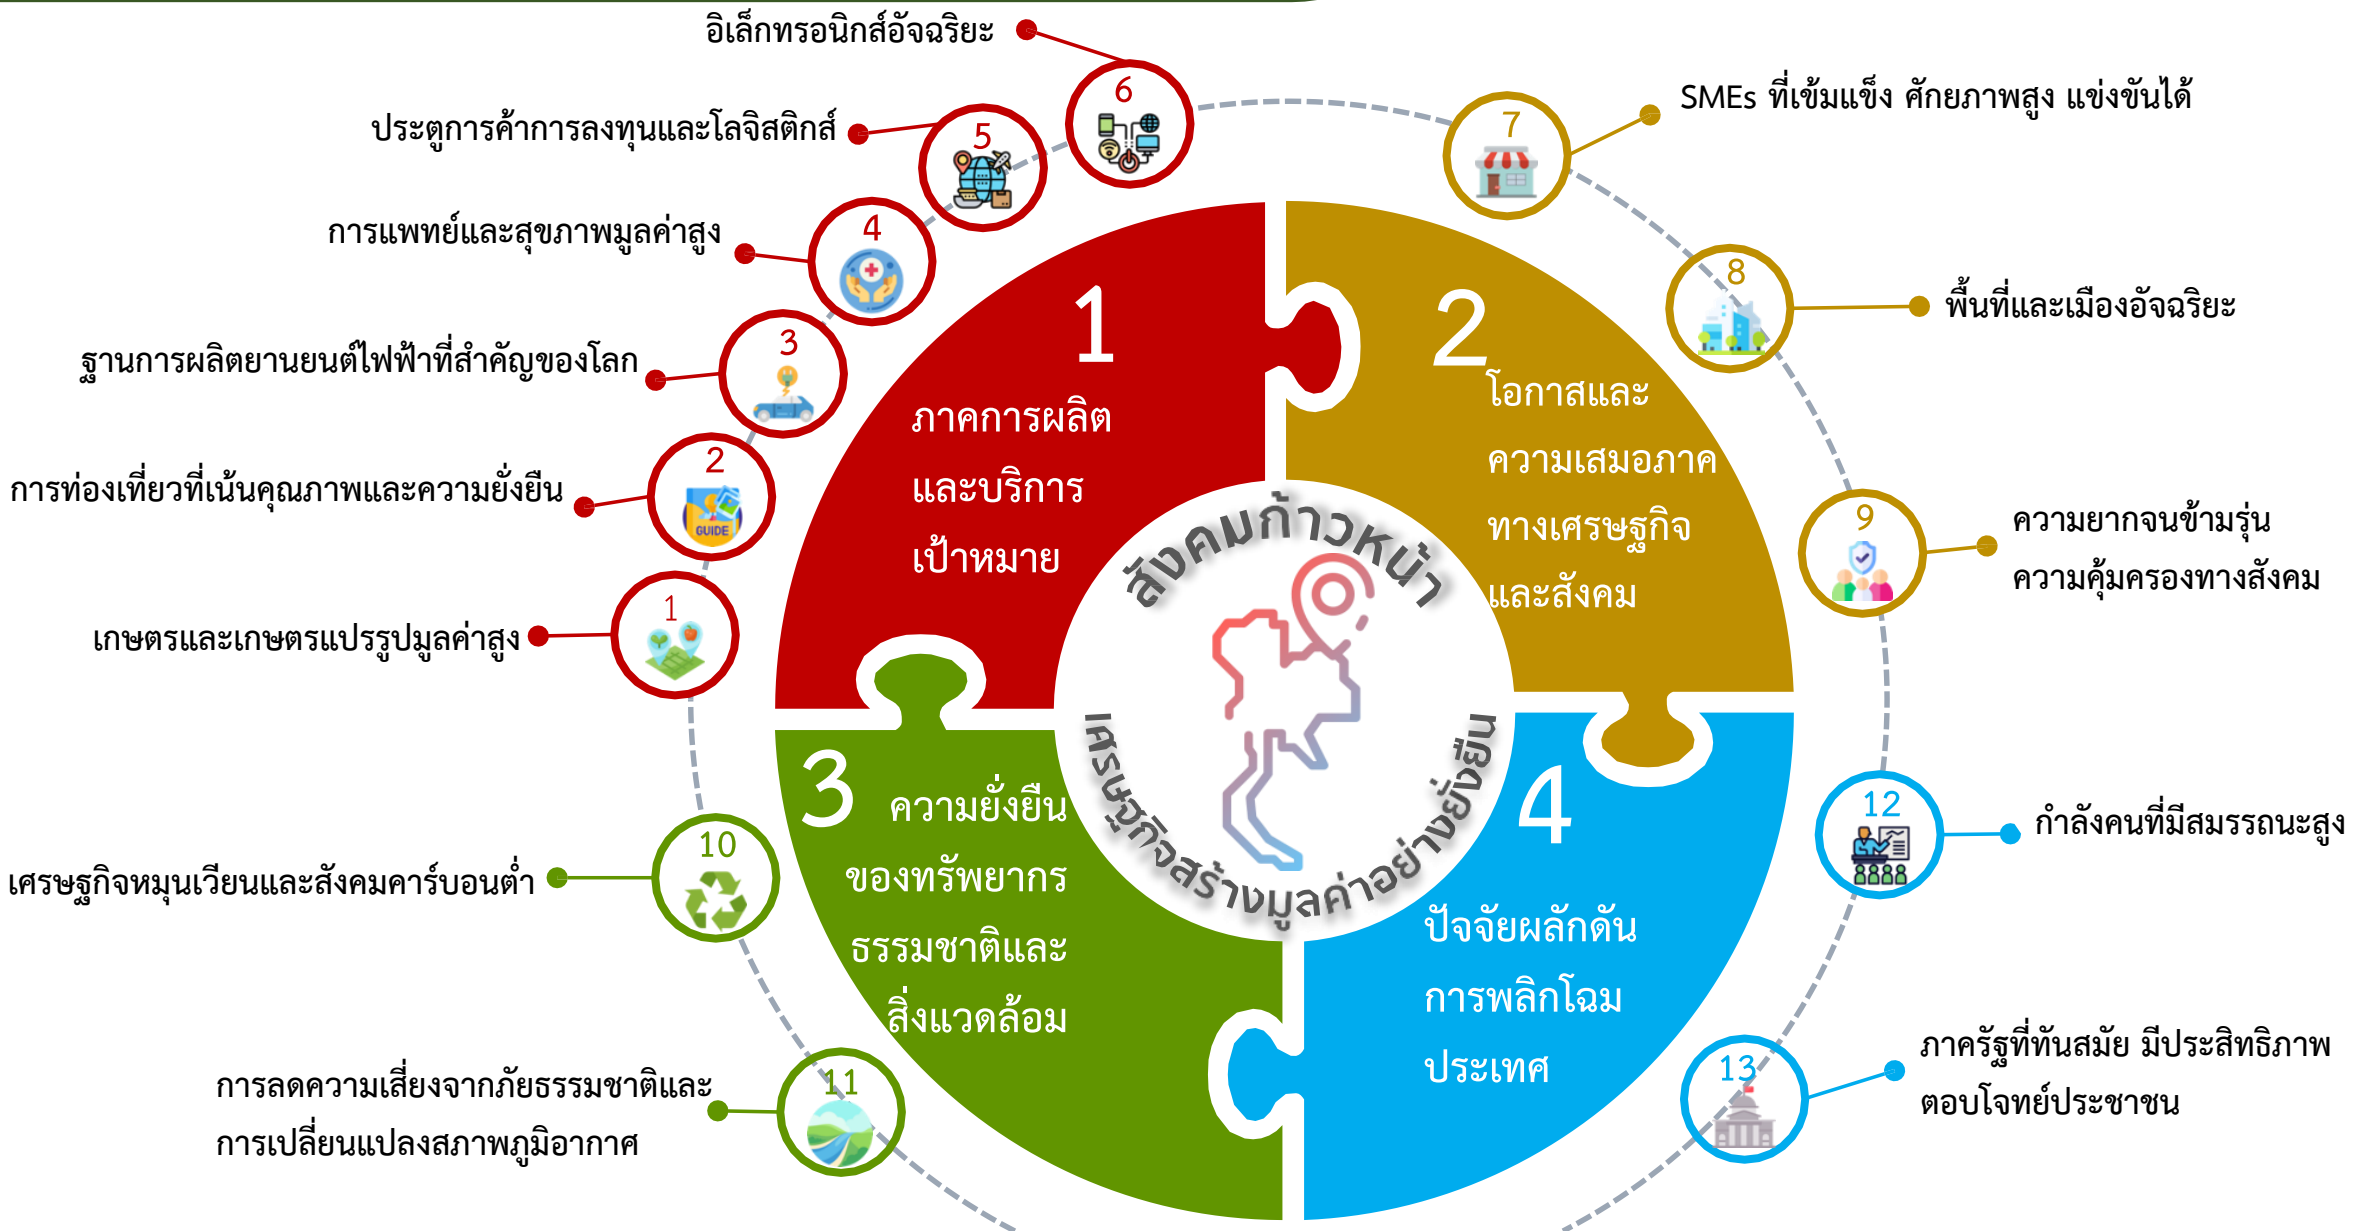 อิเล็กทรอนิกส์อัจฉริยะ
6
ประตูการค้าการลงทุนและโลจิสติกส์
5
การแพทย์และสุขภาพมูลค่าสูง
4
ฐานการผลิตยานยนต์ไฟฟ้าที่สำคัญของโลก
3
การท่องเที่ยวที่เน้นคุณภาพและความยั่งยืน
2
GUIDE
เกษตรและเกษตรแปรรูปมูลค่าสูง
1
7
SMEs ที่เข้มแข็ง ศักยภาพสูง แข่งขันได้
8
พื้นที่และเมืองอัจฉริยะ
9
ความยากจนข้ามรุ่น
ความคุ้มครองทางสังคม
1
ภาคการผลิต
และบริการ
เป้าหมาย
2
โอกาสและ
ความเสมอภาค
ทางเศรษฐกิจ
และสังคม
สังคมก้าวหน้า
เศรษฐกิจสร้างมูลค่าอย่างยั่งยืน
3
ความยั่งยืน
ของทรัพยากร
ธรรมชาติและ
สิ่งแวดล้อม
4
ปัจจัยผลักดัน
การพลิกโฉม
ประเทศ
10
เศรษฐกิจหมุนเวียนและสังคมคาร์บอนต่ำ
11
การลดความเสี่ยงจากภัยธรรมชาติและ
การเปลี่ยนแปลงสภาพภูมิอากาศ
12
กำลังคนที่มีสมรรถนะสูง
13
ภาครัฐที่ทันสมัย มีประสิทธิภาพ
ตอบโจทย์ประชาชน